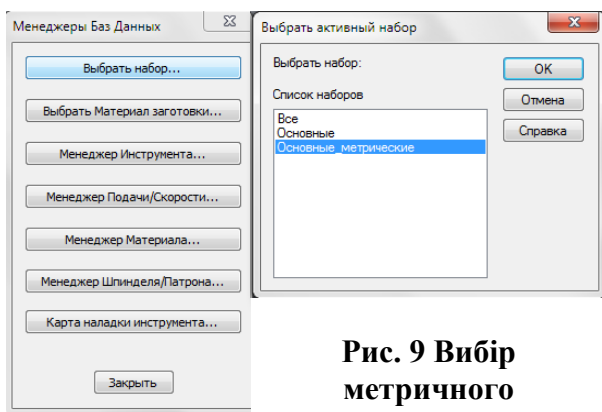 Менеджеры Баз Данных
Выбрать набор...
Выбрать Материал заготовки...
Менеджер Инструмента...
Менеджер Подачи/Скорости...
Менеджер Материала...
Менеджер Шпинделя/Патрона...
Карта наладки инструмента...
Закрыть
Выбрать активный набор
Выбрать набор:
Список наборов
Все
Основные
Основные_метрические
OK
Отмена
Справка
Рис. 9 Вибір
метричного